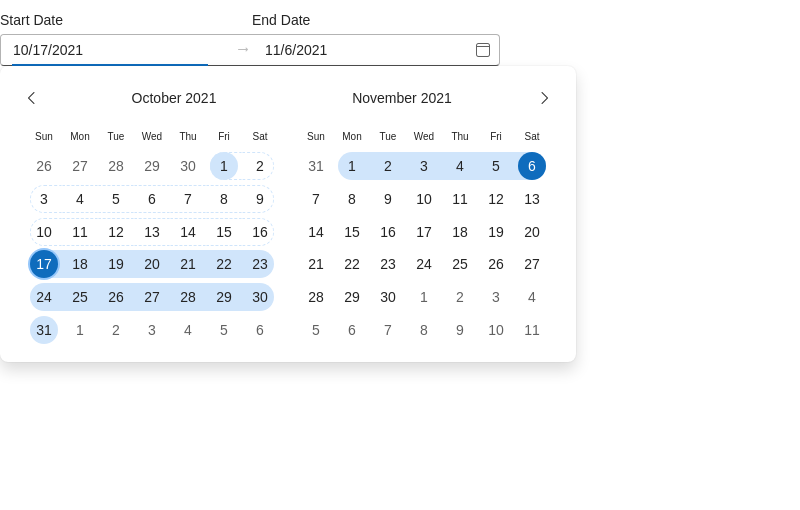 Start Date End Date
10/17/2021 → 11/6/2021
October 2021 November 2021
Sun Mon Tue Wed Thu Fri Sat Sun Mon Tue Wed Thu Fri Sat
26 27 28 29 30 1 2 31 1 2 3 4 5 6
3 4 5 6 7 8 9 7 8 9 10 11 12 13
10 11 12 13 14 15 16 14 15 16 17 18 19 20
17 18 19 20 21 22 23 21 22 23 24 25 26 27
24 25 26 27 28 29 30 28 29 30 1 2 3 4
31 1 2 3 4 5 6 5 6 7 8 9 10 11